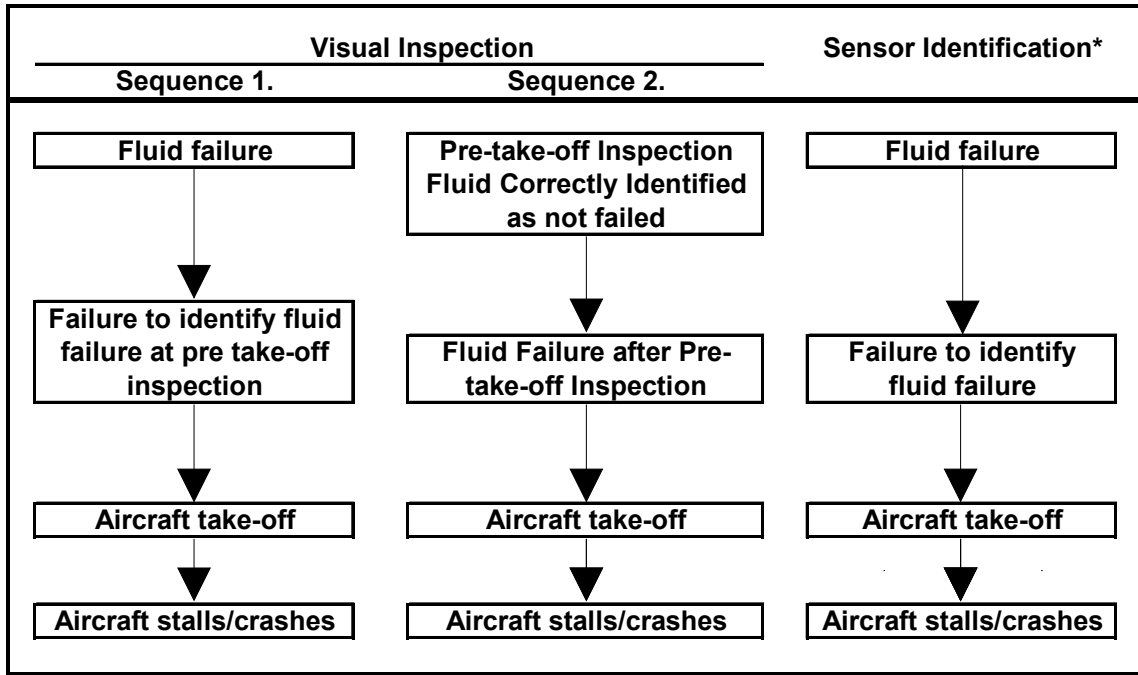 Visual Inspection
Sensor Identification*
Sequence 1.
Sequence 2.
Fluid failure
Failure to identify fluid
failure at pre take-off
inspection
Aircraft take-off
Aircraft stalls/crashes
Pre-take-off Inspection
Fluid Correctly Identified
as not failed
Fluid Failure after Pre-
take-off Inspection
Aircraft take-off
Aircraft stalls/crashes
Fluid failure
Failure to identify
fluid failure
Aircraft take-off
Aircraft stalls/crashes